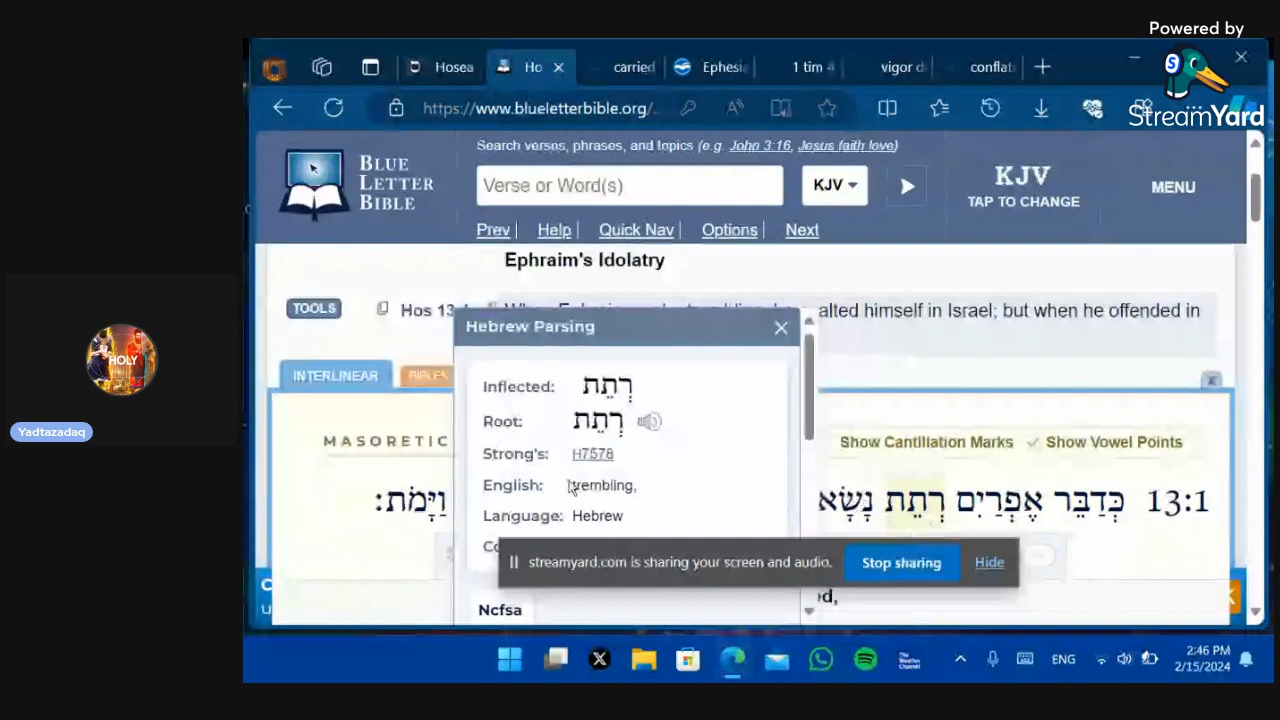 Powered by
StreamYard
Hosea
Ho
carried
Ephesi
1 tim 4
vigor d
conflat
https://www.blueletterbible.org/...
BLUE
LETTER
BIBLE
Search verses, phrases, and topics (e.g. John 3:16, Jesus faith love)
Verse or Word(s)
KJV
KJV
TAP TO CHANGE
MENU
Prev | Help | Quick Nav | Options | Next
Ephraim's Idolatry
TOOLS
Hos 13
alted himself in Israel; but when he offended in
INTERLINEAR
BIBLES
Hebrew Parsing
Inflected: רְתֵת
Root: רְתֵת
Strong's: H7578
English: trembling,
Language: Hebrew
Ncfsa
MASORETIC
Show Cantillation Marks
Show Vowel Points
13:1 כְּדַבֵּר אֶפְרַיִם רְתֵת נָשָׂא
וַיָּמֹת׃
streamyard.com is sharing your screen and audio.
Stop sharing
Hide
HOLY
Yadtazadaq
The
Weather
Channel
ENG
2:46 PM
2/15/2024